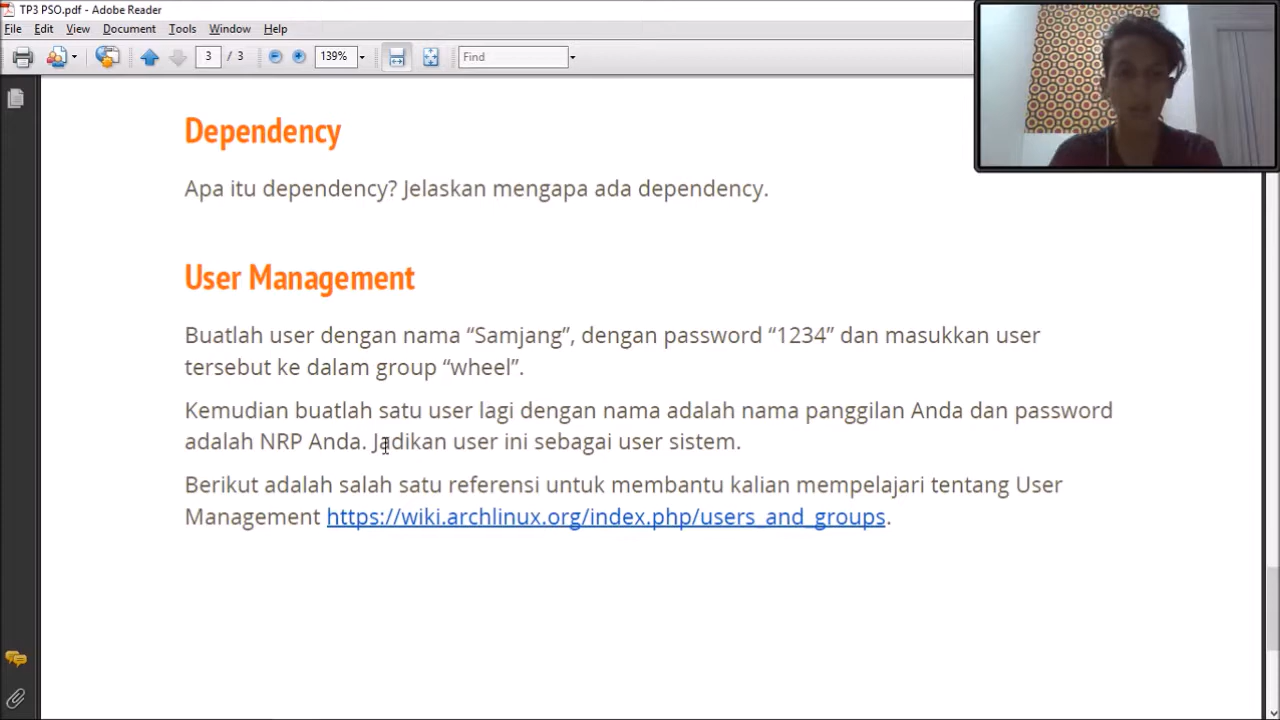 TP3 PSO.pdf - Adobe Reader
File Edit View Document Tools Window Help
3 / 3 139% Find
Dependency
Apa itu dependency? Jelaskan mengapa ada dependency.
User Management
Buatlah user dengan nama “Samjang”, dengan password “1234” dan masukkan user
tersebut ke dalam group “wheel”.
Kemudian buatlah satu user lagi dengan nama adalah nama panggilan Anda dan password
adalah NRP Anda. Jadikan user ini sebagai user sistem.
Berikut adalah salah satu referensi untuk membantu kalian mempelajari tentang User
Management https://wiki.archlinux.org/index.php/users_and_groups.